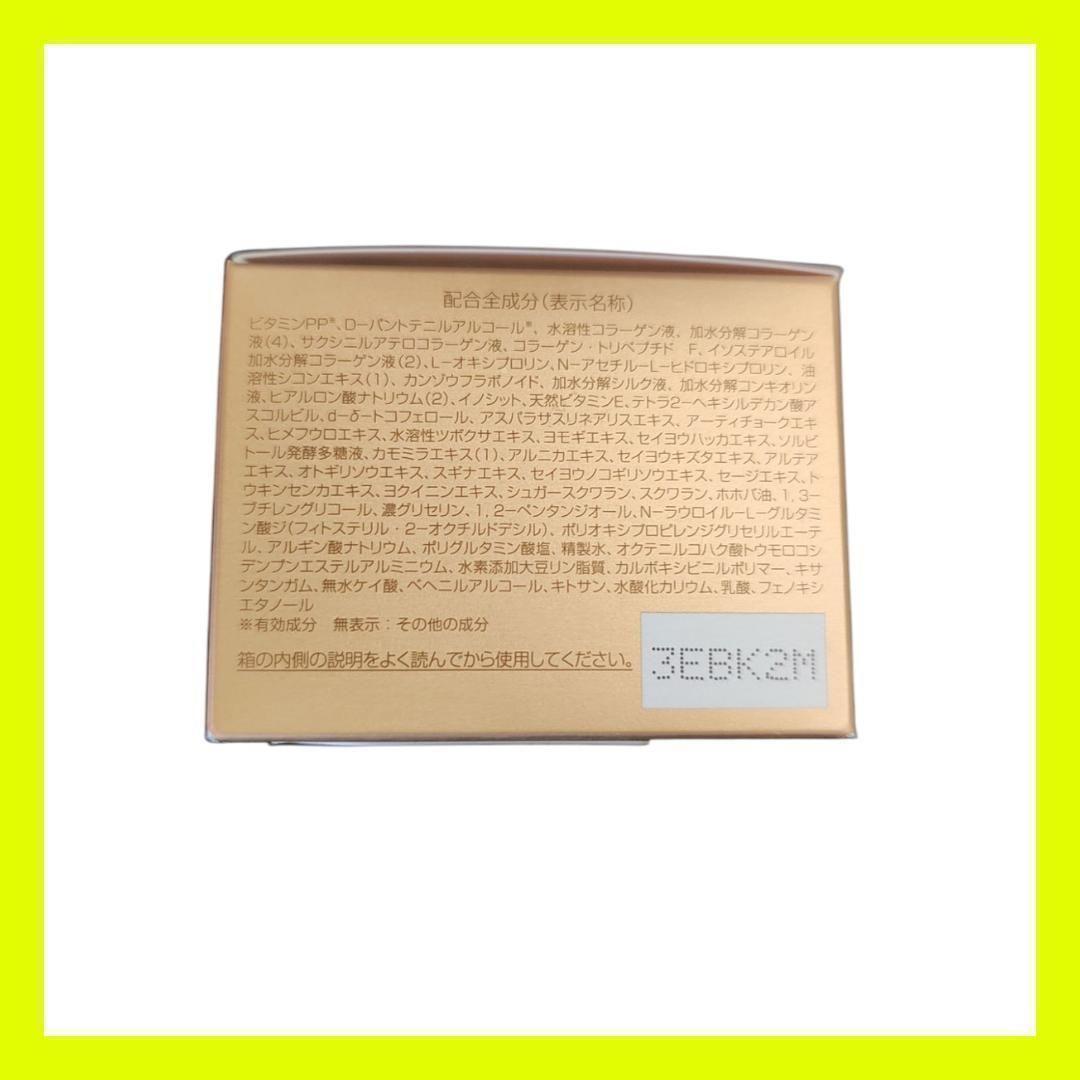 配合全成分（表示名称）
ビタミンPP※、D－パントテニルアルコール※、水溶性コラーゲン液、加水分解コラーゲン
液（4）、サクシニルアテロコラーゲン液、コラーゲン・トリペプチド　F、イソステアロイル
加水分解コラーゲン液（2）、L－オキシプロリン、N－アセチル－L－ヒドロキシプロリン、油
溶性シコンエキス（1）、カンゾウフラボノイド、加水分解シルク液、加水分解コンキオリン
液、ヒアルロン酸ナトリウム（2）、イノシット、天然ビタミンE、テトラ2－ヘキシルデカン酸ア
スコルビル、d－δ－トコフェロール、アスパラサスリネアリスエキス、アーティチョークエキ
ス、ヒメフウロエキス、水溶性ツボクサエキス、ヨモギエキス、セイヨウハッカエキス、ソルビ
トール発酵多糖液、カモミラエキス（1）、アルニカエキス、セイヨウキズタエキス、アルテア
エキス、オトギリソウエキス、スギナエキス、セイヨウノコギリソウエキス、セージエキス、ト
ウキンセンカエキス、ヨクイニンエキス、シュガースクワラン、スクワラン、ホホバ油、1，3－
ブチレングリコール、濃グリセリン、1，2－ペンタンジオール、N－ラウロイル－L－グルタミ
ン酸ジ（フィトステリル・2－オクチルドデシル）、ポリオキシプロピレンジグリセリルエーテ
ル、アルギン酸ナトリウム、ポリグルタミン酸塩、精製水、オクテニルコハク酸トウモロコシ
デンプンエステルアルミニウム、水素添加大豆リン脂質、カルボキシビニルポリマー、キサ
ンタンガム、無水ケイ酸、ベヘニルアルコール、キトサン、水酸化カリウム、乳酸、フェノキシ
エタノール
※有効成分　無表示：その他の成分
箱の内側の説明をよく読んでから使用してください。
3EBK2M